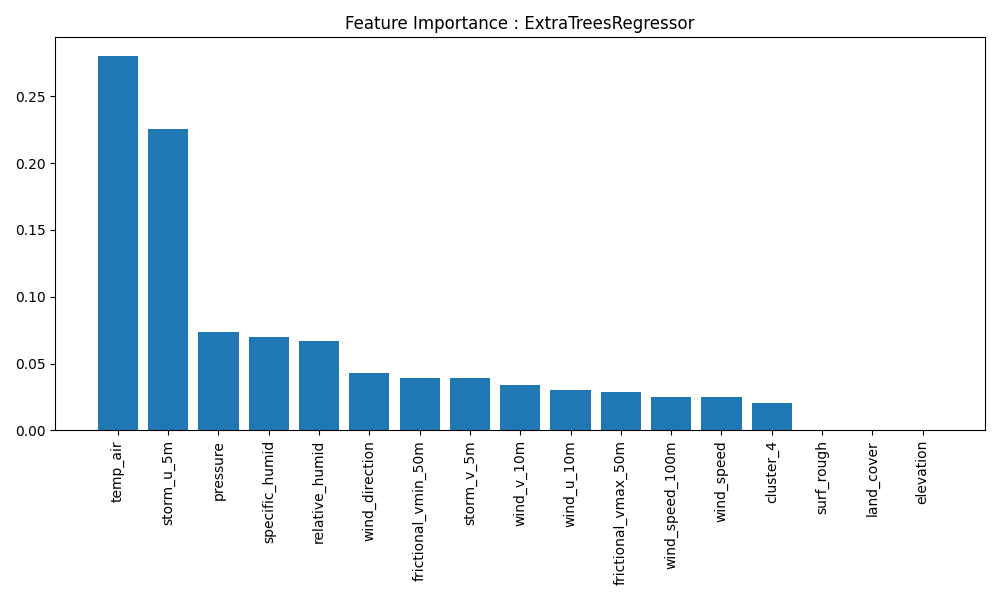 Feature Importance : ExtraTreesRegressor
0.25
0.20
0.15
0.10
0.05
0.00
temp_air
storm_u_5m
pressure
specific_humid
relative_humid
wind_direction
frictional_vmin_50m
storm_v_5m
wind_v_10m
wind_u_10m
frictional_vmax_50m
wind_speed_100m
wind_speed
cluster_4
surf_rough
land_cover
elevation